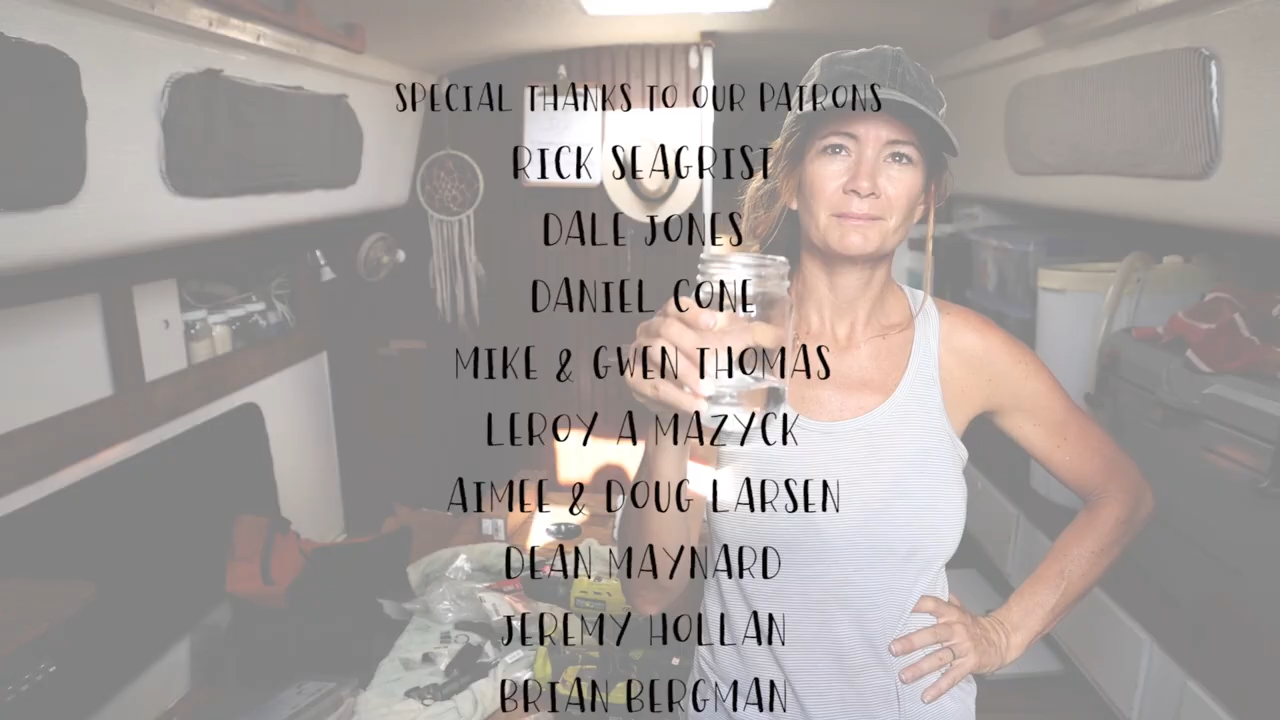 SPECIAL THANKS TO OUR PATRONS
RICK SEAGRIST
DALE JONES
DANIEL CONE
MIKE & GWEN THOMAS
LEROY A MAZYCK
AIMEE & DOUG LARSEN
DEAN MAYNARD
JEREMY HOLLAN
BRIAN BERGMAN